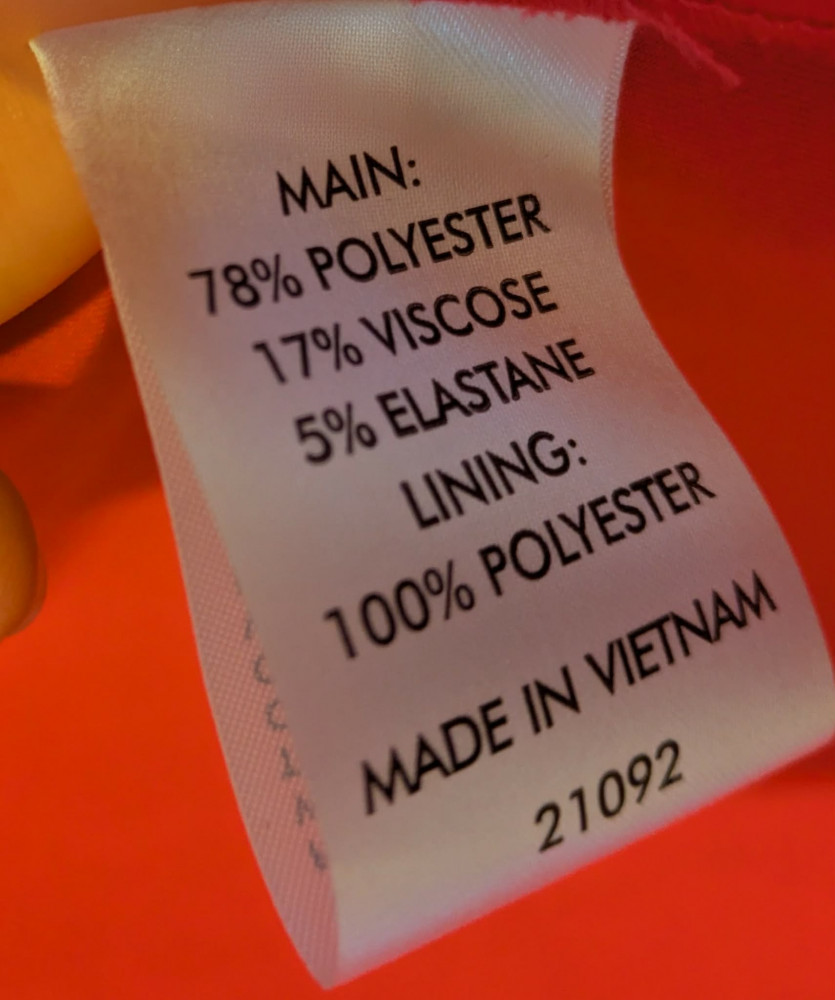 MAIN:
78% POLYESTER
17% VISCOSE
5% ELASTANE
LINING:
100% POLYESTER
MADE IN VIETNAM
21092